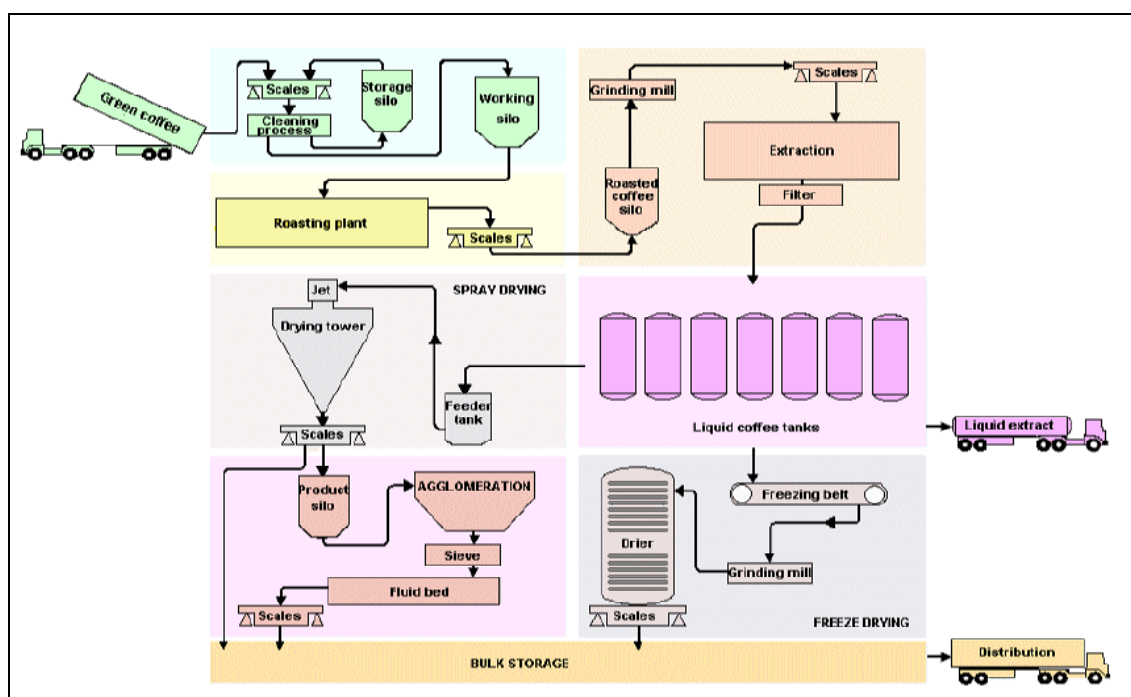 Green coffee
Scales
Cleaning
process
Storage
silo
Working
silo
Grinding mill
Scales
Extraction
Filter
Roasted
coffee
silo
Roasting plant
Scales
SPRAY DRYING
Jet
Drying tower
Feeder
tank
Scales
Liquid coffee tanks
Liquid extract
Product
silo
AGGLOMERATION
Sieve
Fluid bed
Scales
Freezing belt
Drier
Grinding mill
Scales
FREEZE DRYING
BULK STORAGE
Distribution